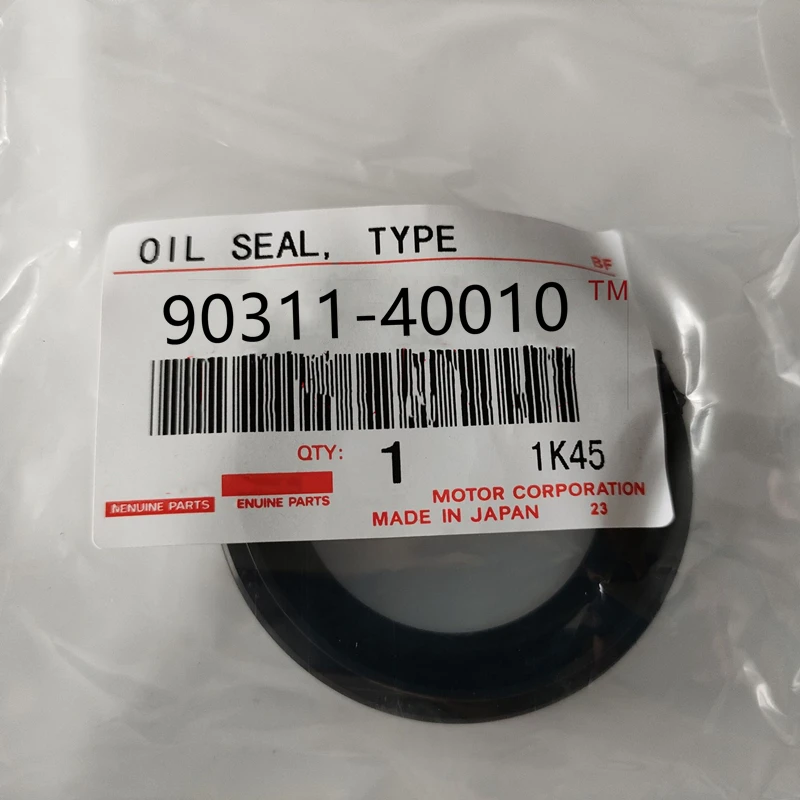 OIL SEAL, TYPE
BF
90311-40010 TM
QTY: 1 1K45
NENUINE PARTS ENUINE PARTS MOTOR CORPORATION
MADE IN JAPAN 23